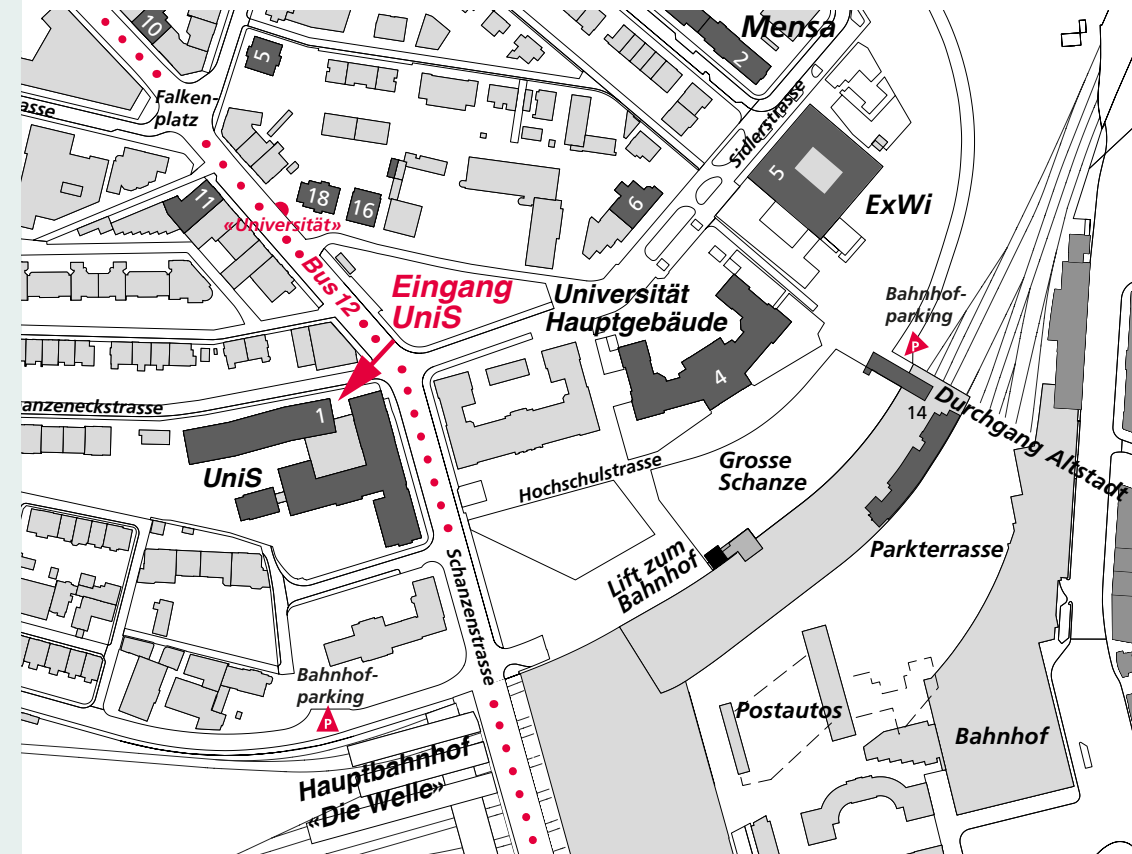 10
Mensa
2
5
Falken-
platz
asse
Sidlerstrasse
5
11
18
16
6
ExWi
«Universität»
Bus 12
Eingang
UniS
Universität
Hauptgebäude
4
Bahnhof-
parking
P
14
Durchgang Altstadt
anzeneckstrasse
1
UniS
Hochschulstrasse
Grosse
Schanze
Parkterrasse
Lift zum
Bahnhof
Schanzenstrasse
Bahnhof-
parking
P
Postautos
Bahnhof
Hauptbahnhof
«Die Welle»